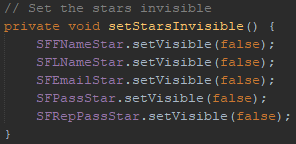 // Set the stars invisible
private void setStarsInvisible() {
    SFFNameStar.setVisible(false);
    SFLNameStar.setVisible(false);
    SFEmailStar.setVisible(false);
    SFPassStar.setVisible(false);
    SFRepPassStar.setVisible(false);
}